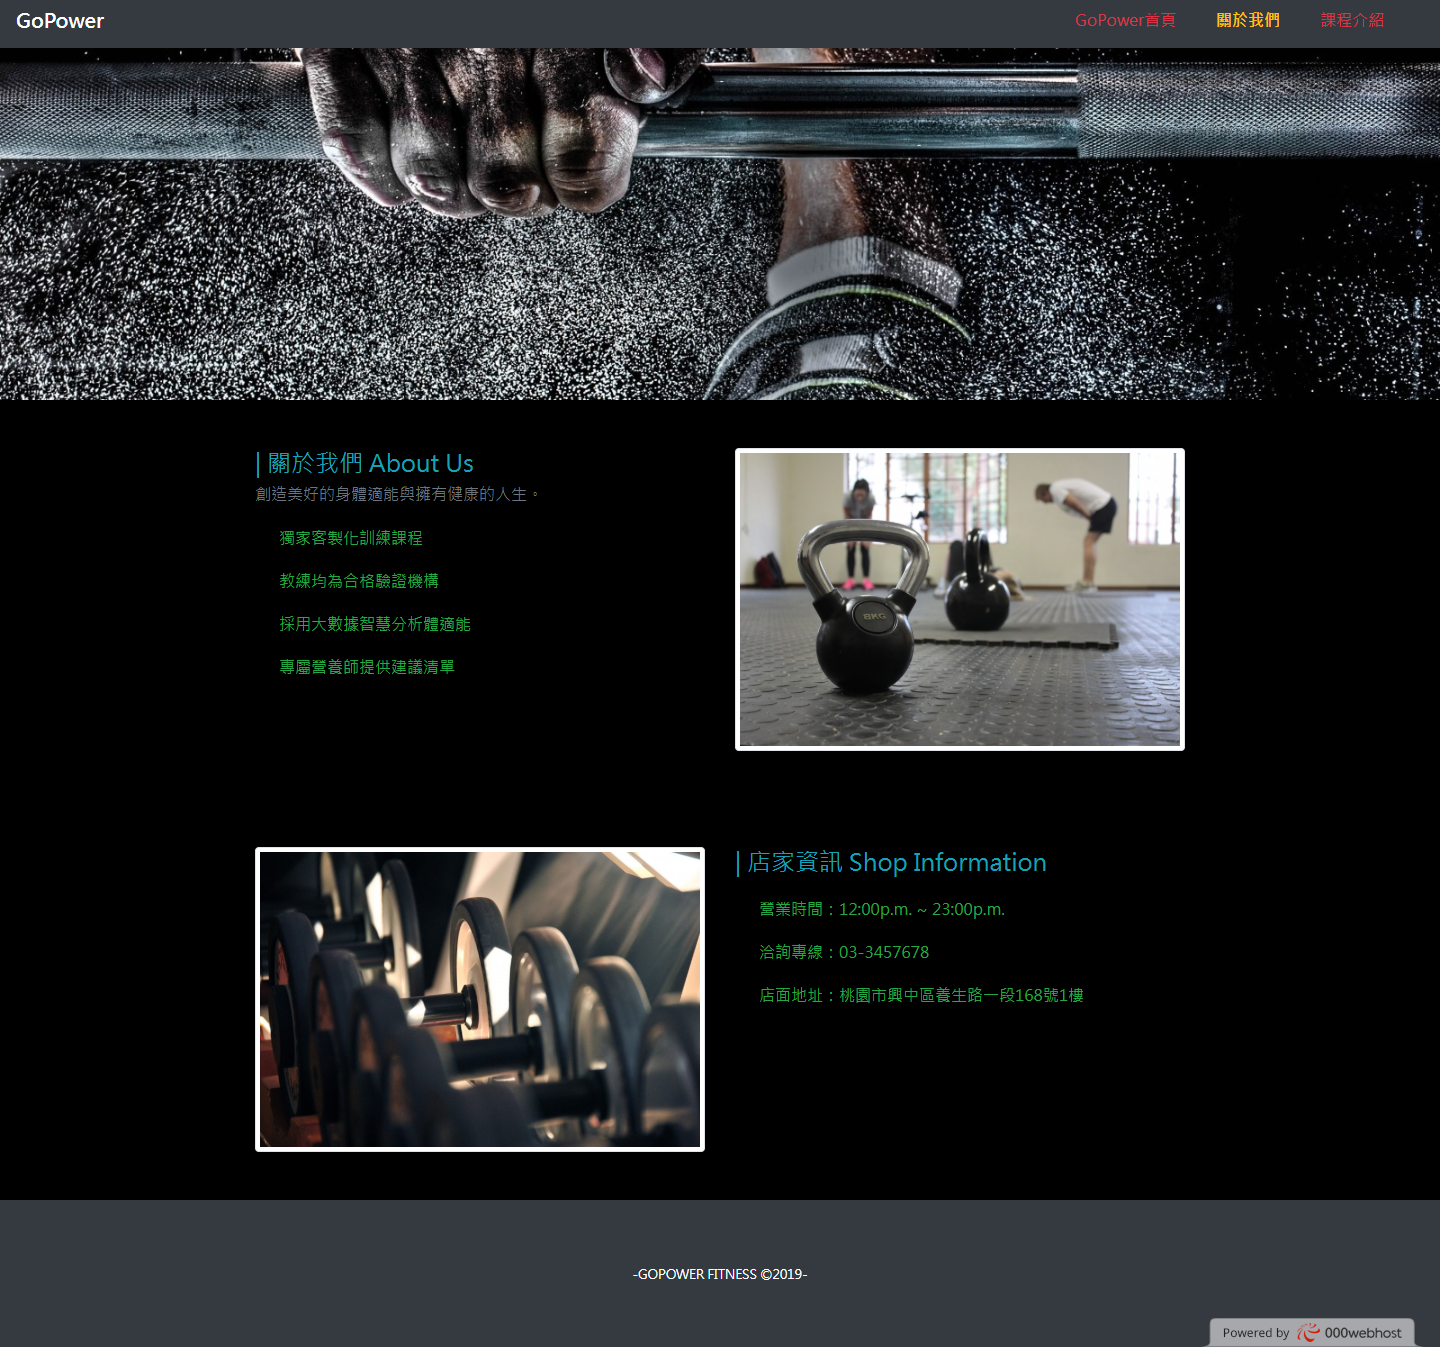 GoPower
GoPower首頁 關於我們 課程介紹
| 關於我們 About Us
創造美好的身體適能與擁有健康的人生。
獨家客製化訓練課程
教練均為合格驗證機構
採用大數據智慧分析體適能
專屬營養師提供建議清單
8KG
| 店家資訊 Shop Information
營業時間：12:00p.m. ~ 23:00p.m.
洽詢專線：03-3457678
店面地址：桃園市興中區養生路一段168號1樓
-GOPOWER FITNESS ©2019-
Powered by 000webhost